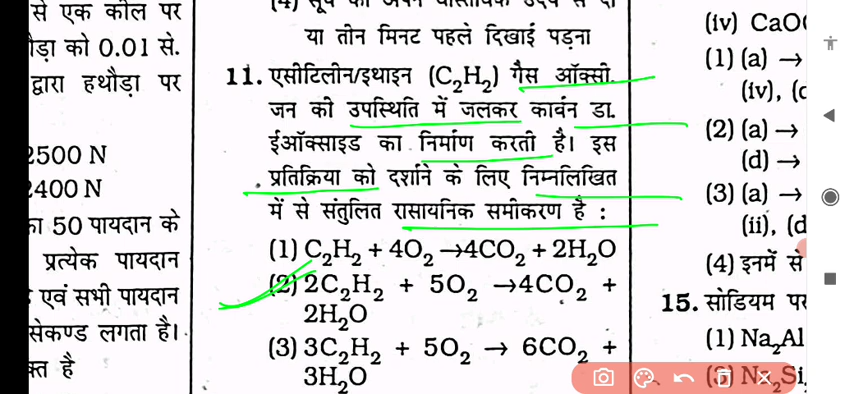 से एक कील पर
को 0.01 से.
द्वारा हथौड़ा पर
2500 N
2400 N
का 50 पायदान के
प्रत्येक पायदान
एवं सभी पायदान
सेकण्ड लगता है।
है
या तीन मिनट पहले दिखाई पड़ना
11. एसीटिलीन/इथाइन (C₂H₂) गैस ऑक्सी.
जन की उपस्थिति में जलकर कार्बन डा.
ईऑक्साइड का निर्माण करती है। इस
प्रतिक्रिया को दर्शाने के लिए निम्नलिखित
में से संतुलित रासायनिक समीकरण है :
(1) C₂H₂ + 4O₂ →4CO₂ + 2H₂O
(2) 2C₂H₂ + 5O₂ →4CO₂ +
2H₂O
(3) 3C₂H₂ + 5O₂ → 6CO₂ +
3H₂O
(iv)
(1) (a) →
(iv),
(2) (a) →
(d) →
(3) (a) →
(ii),
(4) इनमें से
15. सोडियम
(1) Na₂Al
(3) Na₂Si